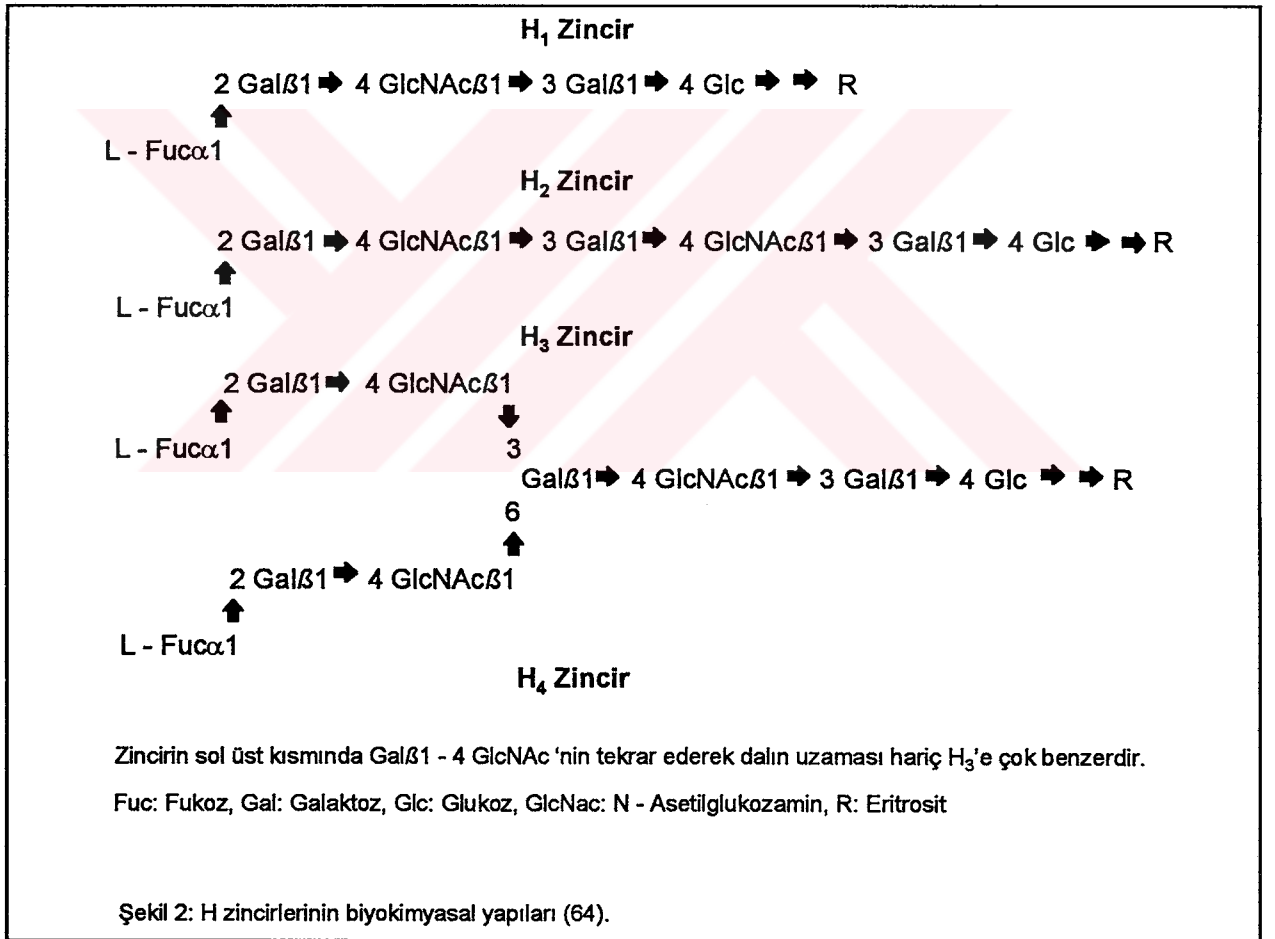 H₁ Zincir
2 Galß1 ➡ 4 GlcNAcß1 ➡ 3 Galß1 ➡ 4 Glc ➡ ➡ R
⬆
L - Fucα1
H₂ Zincir
2 Galß1 ➡ 4 GlcNAcß1 ➡ 3 Galß1 ➡ 4 GlcNAcß1 ➡ 3 Galß1 ➡ 4 Glc ➡ ➡ R
⬆
L - Fucα1
H₃ Zincir
2 Galß1 ➡ 4 GlcNAcß1
⬆ ⬇
L - Fucα1 3
Galß1 ➡ 4 GlcNAcß1 ➡ 3 Galß1 ➡ 4 Glc ➡ ➡ R
6
⬆
2 Galß1 ➡ 4 GlcNAcß1
⬆
L - Fucα1
H₄ Zincir
Zincirin sol üst kısmında Galß1 - 4 GlcNAc 'nin tekrar ederek dalın uzaması hariç H₃'e çok benzerdir.
Fuc: Fukoz, Gal: Galaktoz, Glc: Glukoz, GlcNac: N - Asetilglukozamin, R: Eritrosit
Şekil 2: H zincirlerinin biyokimyasal yapıları (64).